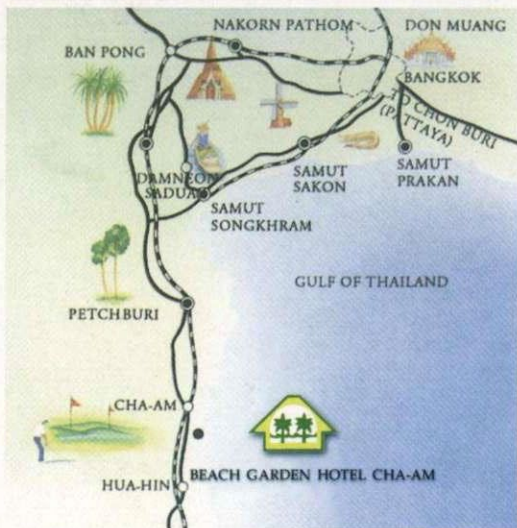 NAKORN PATHOM
DON MUANG
BAN PONG
BANGKOK
TO CHON BURI
(PATTAYA)
DAMNEON
SADUAK
SAMUT
SAKON
SAMUT
PRAKAN
SAMUT
SONGKHRAM
GULF OF THAILAND
PETCHBURI
CHA-AM
BEACH GARDEN HOTEL CHA-AM
HUA-HIN